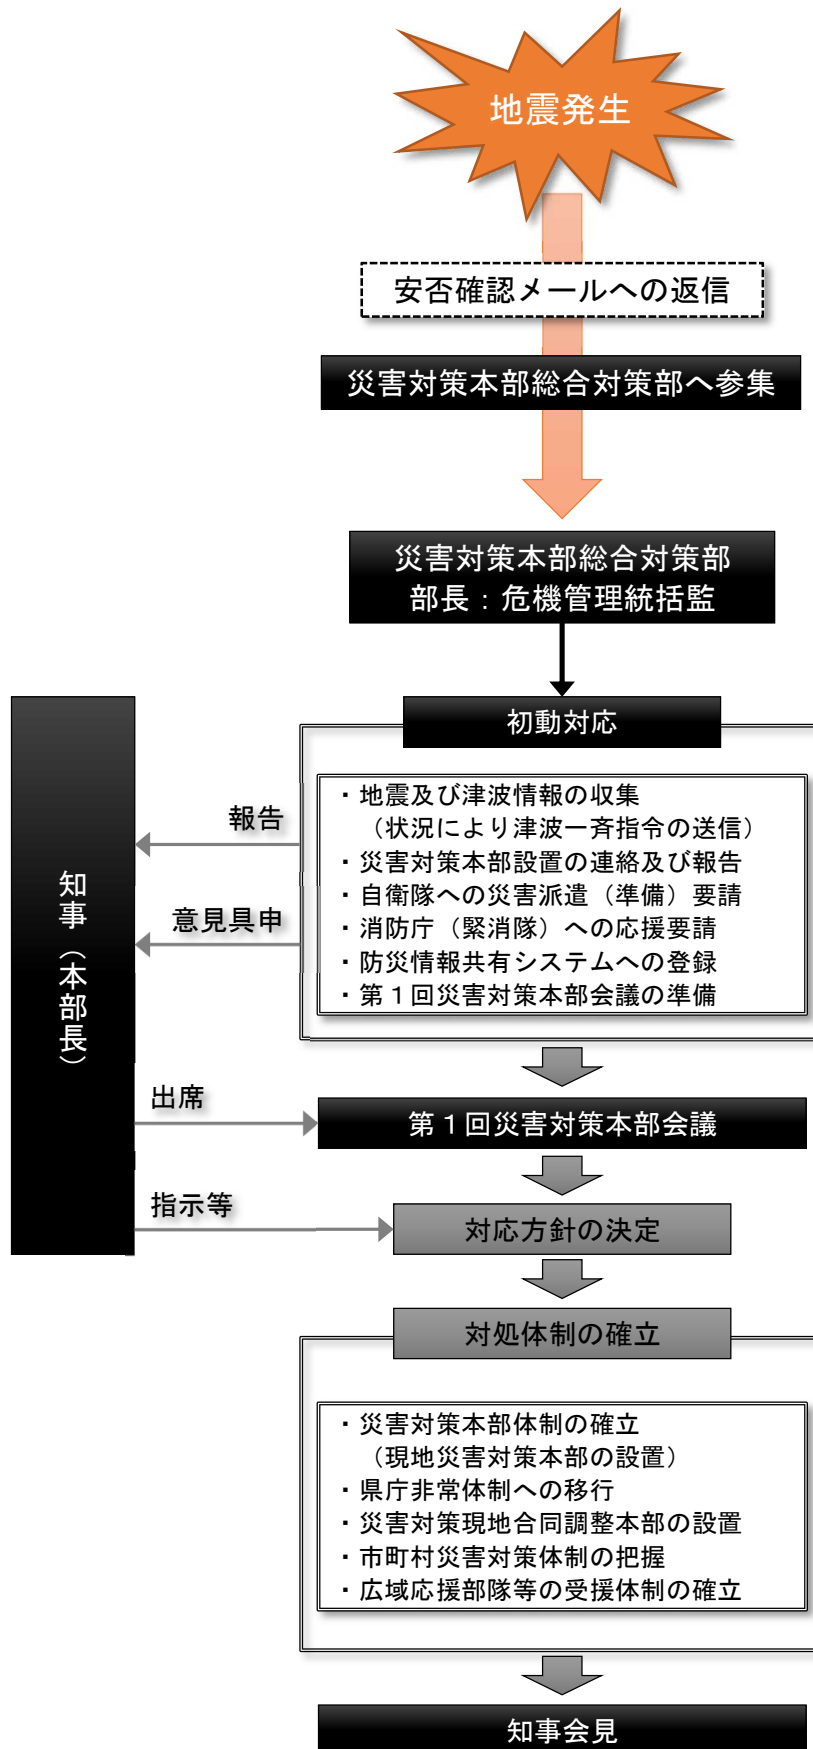 地震発生
安否確認メールへの返信
災害対策本部総合対策部へ参集
災害対策本部総合対策部
部長：危機管理統括監
初動対応
・地震及び津波情報の収集
（状況により津波一斉指令の送信）
・災害対策本部設置の連絡及び報告
・自衛隊への災害派遣（準備）要請
・消防庁（緊消隊）への応援要請
・防災情報共有システムへの登録
・第１回災害対策本部会議の準備
報告
意見具申
知事（本部長）
出席
第１回災害対策本部会議
指示等
対応方針の決定
対処体制の確立
・災害対策本部体制の確立
（現地災害対策本部の設置）
・県庁非常体制への移行
・災害対策現地合同調整本部の設置
・市町村災害対策体制の把握
・広域応援部隊等の受援体制の確立
知事会見